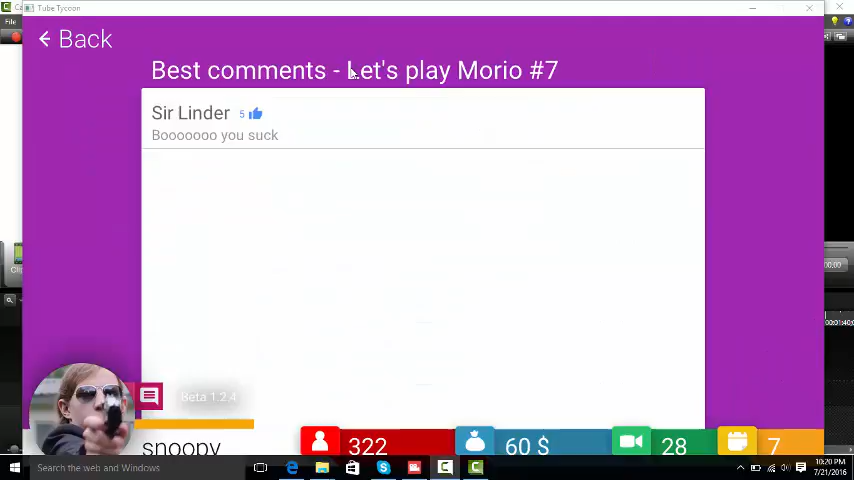 Tube Tycoon
File
Back
Best comments - Let's play Morio #7
Sir Linder 5
Booooooo you suck
Beta 1.2.4
snoopy 322 60 $ 28 7
Search the web and Windows
10:20 PM
7/21/2016